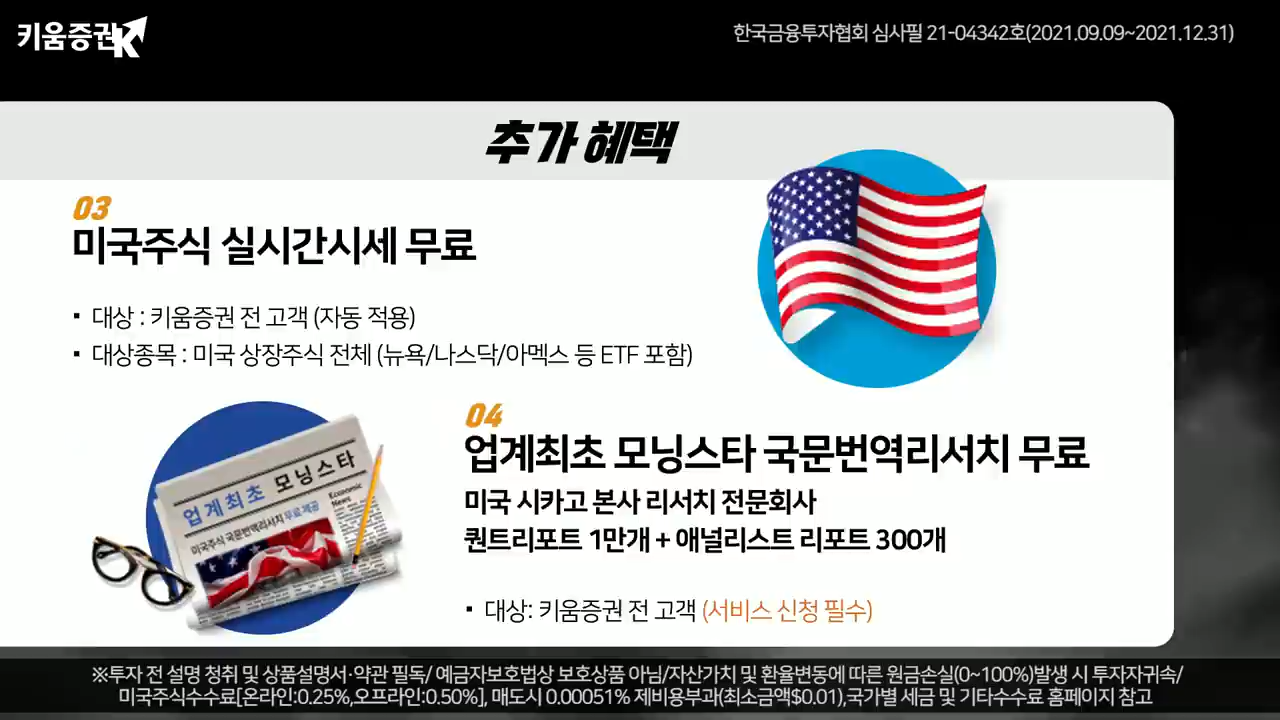 키움증권
한국금융투자협회 심사필 21-04342호(2021.09.09~2021.12.31)
추가 혜택
03
미국주식 실시간시세 무료
▪ 대상 : 키움증권 전 고객 (자동 적용)
▪ 대상종목 : 미국 상장주식 전체 (뉴욕/나스닥/아멕스 등 ETF 포함)
업계최초 모닝스타
Economic
News
미국주식 국문번역리서치 무료 제공
04
업계최초 모닝스타 국문번역리서치 무료
미국 시카고 본사 리서치 전문회사
퀀트리포트 1만개 + 애널리스트 리포트 300개
▪ 대상: 키움증권 전 고객 (서비스 신청 필수)
※투자 전 설명 청취 및 상품설명서·약관 필독/ 예금자보호법상 보호상품 아님/자산가치 및 환율변동에 따른 원금손실(0~100%)발생 시 투자자귀속/
미국주식수수료[온라인:0.25%,오프라인:0.50%], 매도시 0.00051% 제비용부과(최소금액$0.01),국가별 세금 및 기타수수료 홈페이지 참고